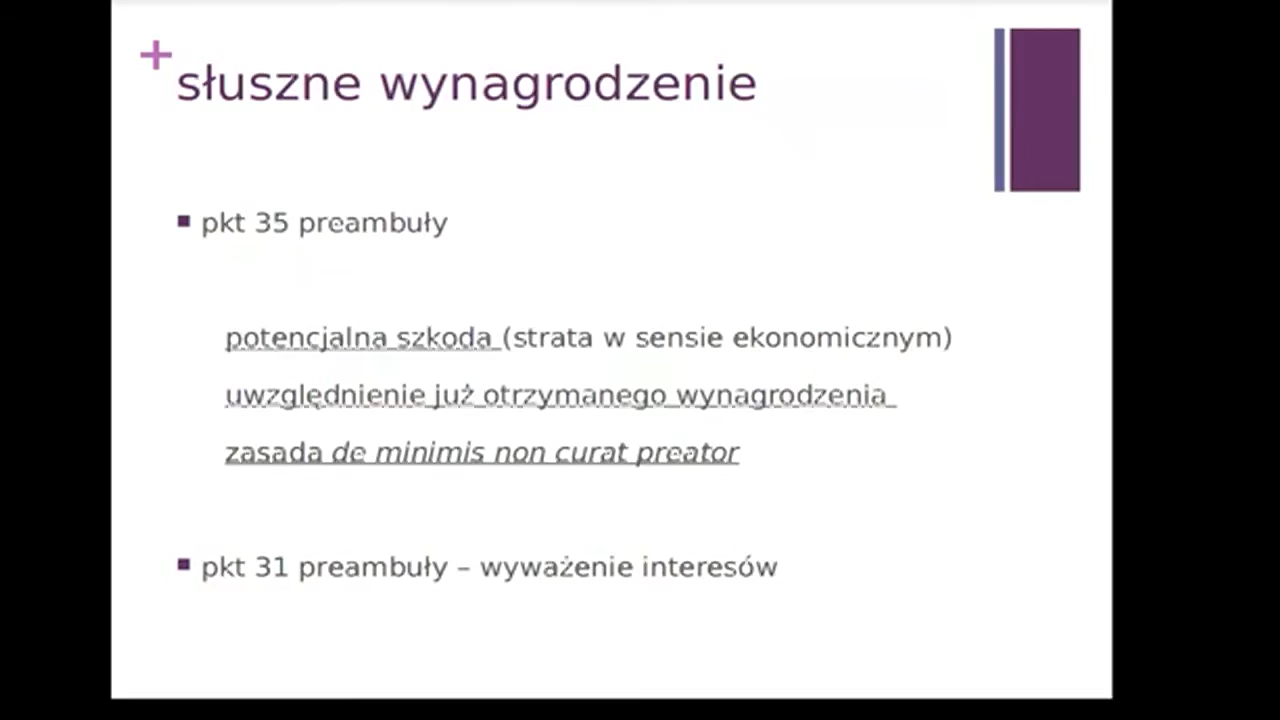 słuszne wynagrodzenie
pkt 35 preambuły
potencjalna szkoda (strata w sensie ekonomicznym)
uwzględnienie już otrzymanego wynagrodzenia
zasada de minimis non curat preator
pkt 31 preambuły – wyważenie interesów